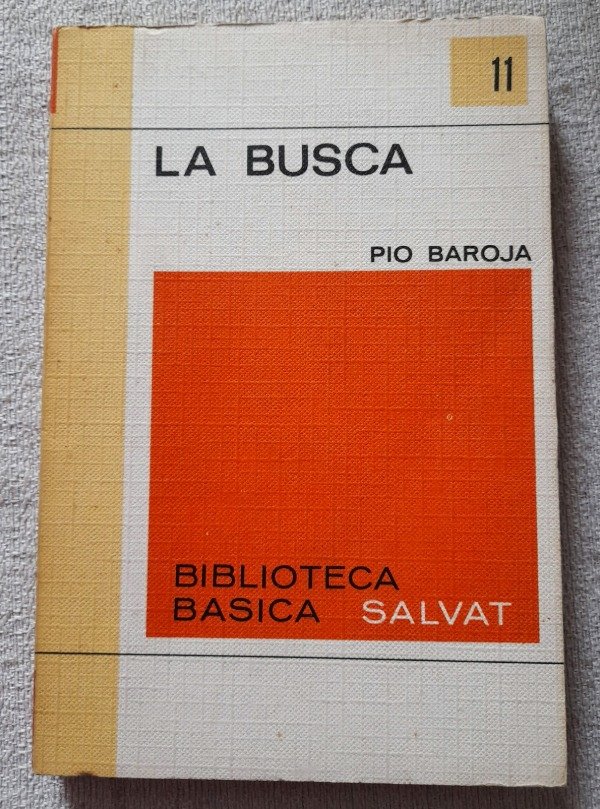 11
LA BUSCA
PIO BAROJA
BIBLIOTECA
BASICA SALVAT